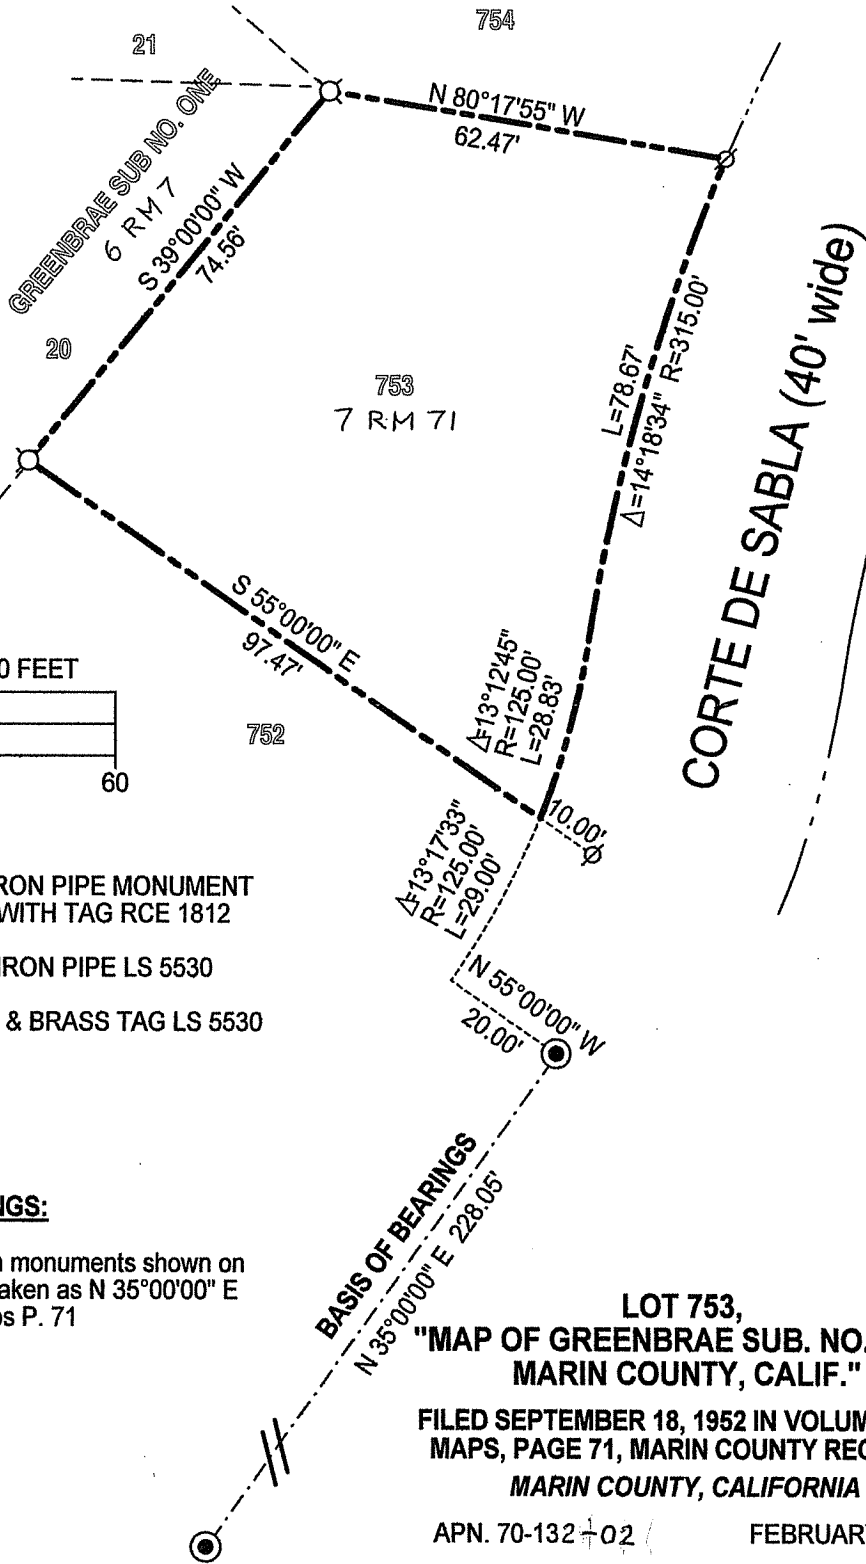 754
21
N 80°17'55" W
62.47'
GREENBRAE SUB NO. ONE
6 RM 7
S 39°00'00" W
74.56'
20
753
7 RM 71
L=78.67'
Δ=14°18'34" R=315.00'
CORTE DE SABLA (40' wide)
S 55°00'00" E
97.47'
0 FEET
60
752
Δ=13°12'45"
R=125.00'
L=28.83'
10.00'
Δ=13°17'33"
R=125.00'
L=29.00'
RON PIPE MONUMENT
WITH TAG RCE 1812
IRON PIPE LS 5530
& BRASS TAG LS 5530
N 55°00'00" W
20.00'
NGS:
n monuments shown on
aken as N 35°00'00" E
os P. 71
BASIS OF BEARINGS
N 35°00'00" E 228.05'
LOT 753,
"MAP OF GREENBRAE SUB. NO.
MARIN COUNTY, CALIF."
FILED SEPTEMBER 18, 1952 IN VOLUM
MAPS, PAGE 71, MARIN COUNTY REC
MARIN COUNTY, CALIFORNIA
APN. 70-132-02
FEBRUAR